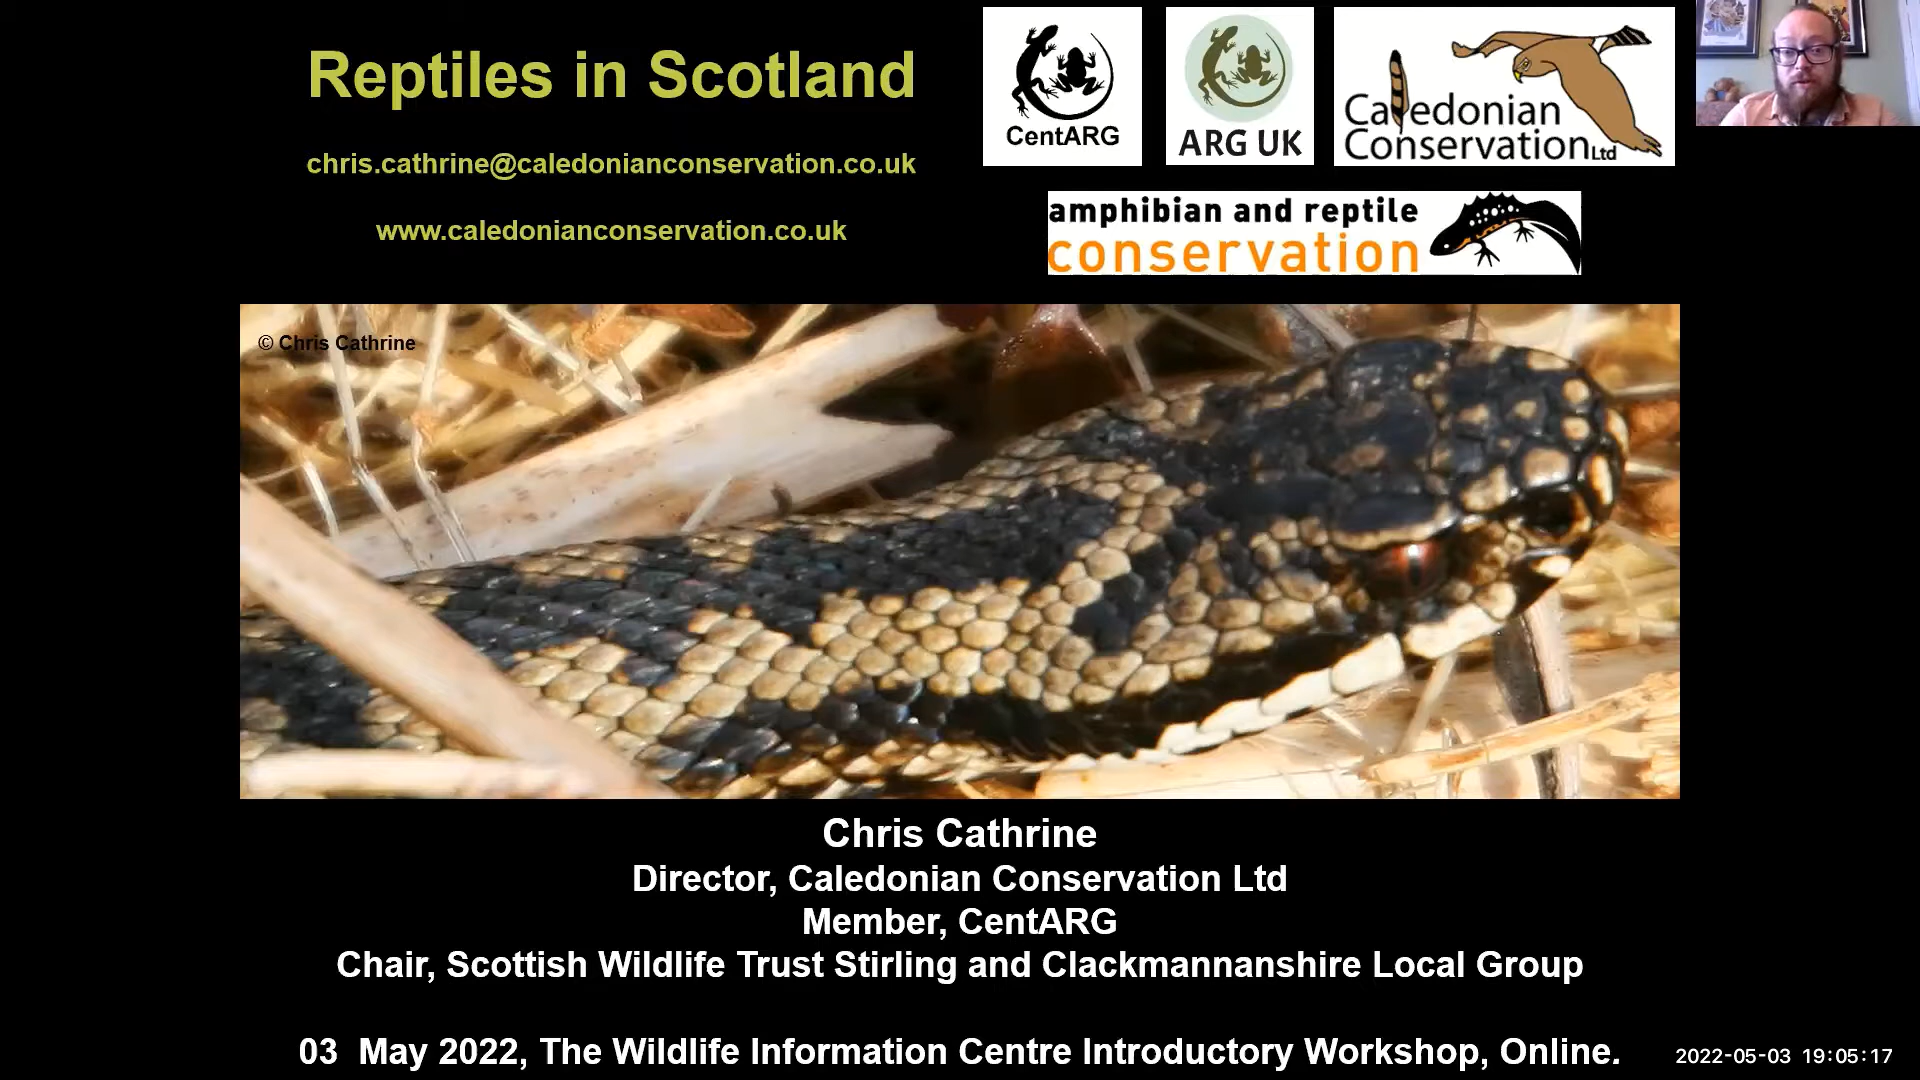 Reptiles in Scotland
chris.cathrine@caledonianconservation.co.uk
www.caledonianconservation.co.uk
CentARG
ARG UK
Caledonian
Conservation Ltd
amphibian and reptile
conservation
© Chris Cathrine
Chris Cathrine
Director, Caledonian Conservation Ltd
Member, CentARG
Chair, Scottish Wildlife Trust Stirling and Clackmannanshire Local Group
03  May 2022, The Wildlife Information Centre Introductory Workshop, Online.
2022-05-03 19:05:17